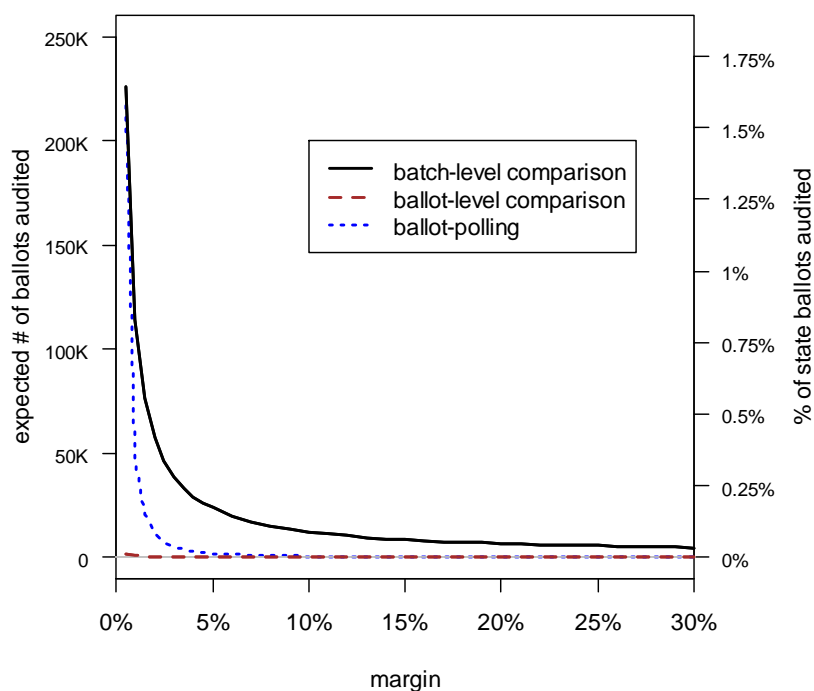 250K
200K
150K
100K
50K
0
expected # of ballots audited
batch-level comparison
ballot-level comparison
ballot-polling
1.75%
1.5%
1.25%
1%
0.75%
0.5%
0.25%
0%
% of state ballots audited
0% 5% 10% 15% 20% 25% 30%
margin